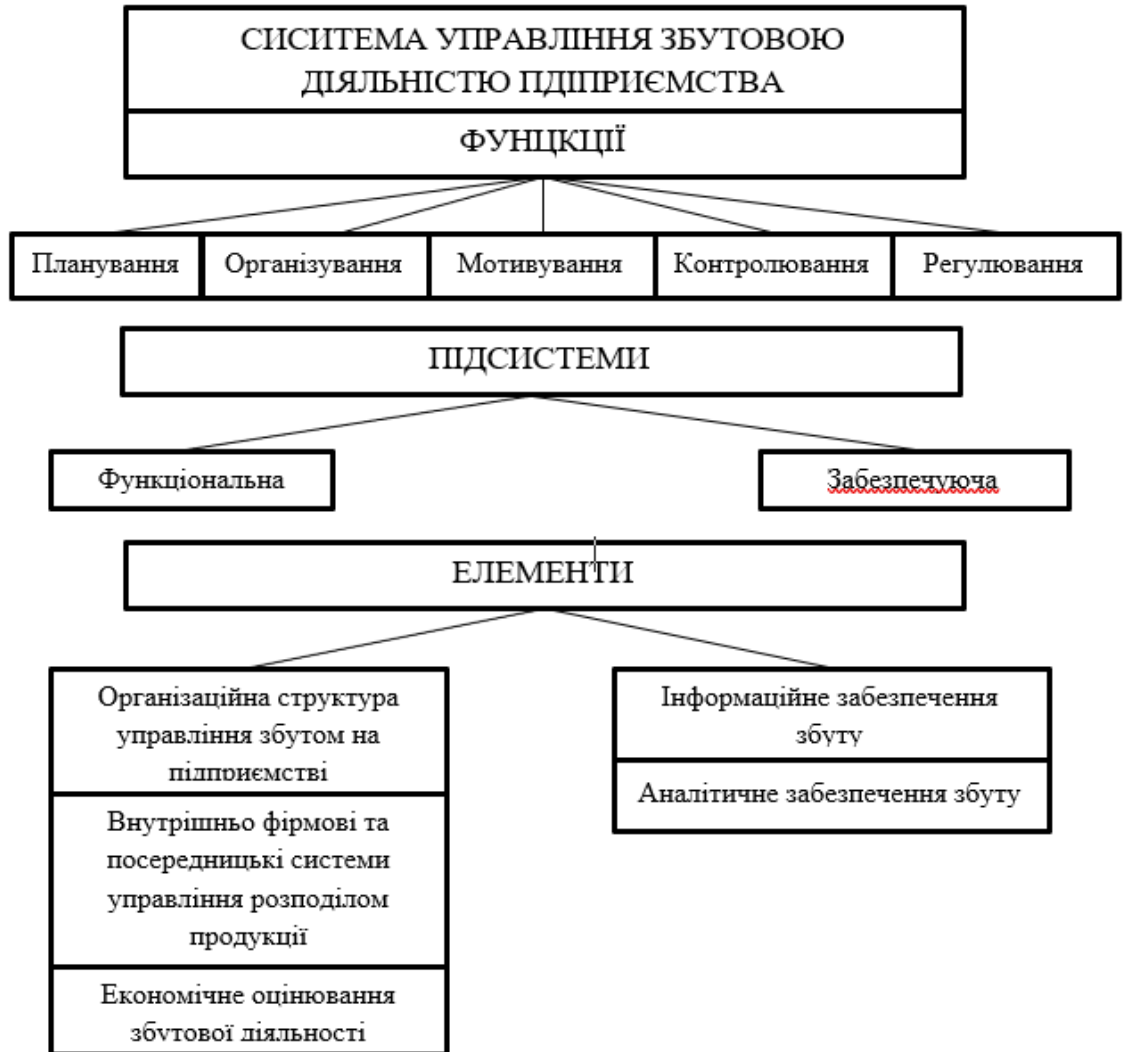 СИСИТЕМА УПРАВЛІННЯ ЗБУТОВОЮ
ДІЯЛЬНІСТЮ ПДІПРИЄМСТВА
ФУНЦКЦІЇ
Планування Організування Мотивування Контролювання Регулювання
ПІДСИСТЕМИ
Функціональна Забезпечуюча
ЕЛЕМЕНТИ
Організаційна структура
управління збутом на
підприємстві
Внутрішньо фірмові та
посередницькі системи
управління розподілом
продукції
Економічне оцінювання
збутової діяльності
Інформаційне забезпечення
збуту
Аналітичне забезпечення збуту